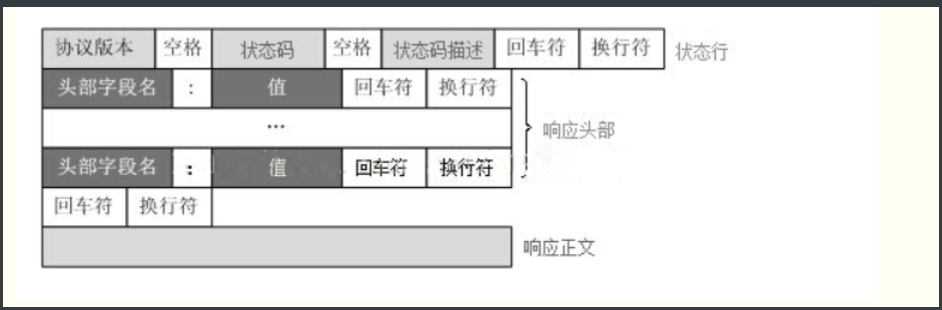 协议版本 空格 状态码 空格 状态码描述 回车符 换行符 状态行
头部字段名 : 值 回车符 换行符
... 响应头部
头部字段名 : 值 回车符 换行符
回车符 换行符
响应正文